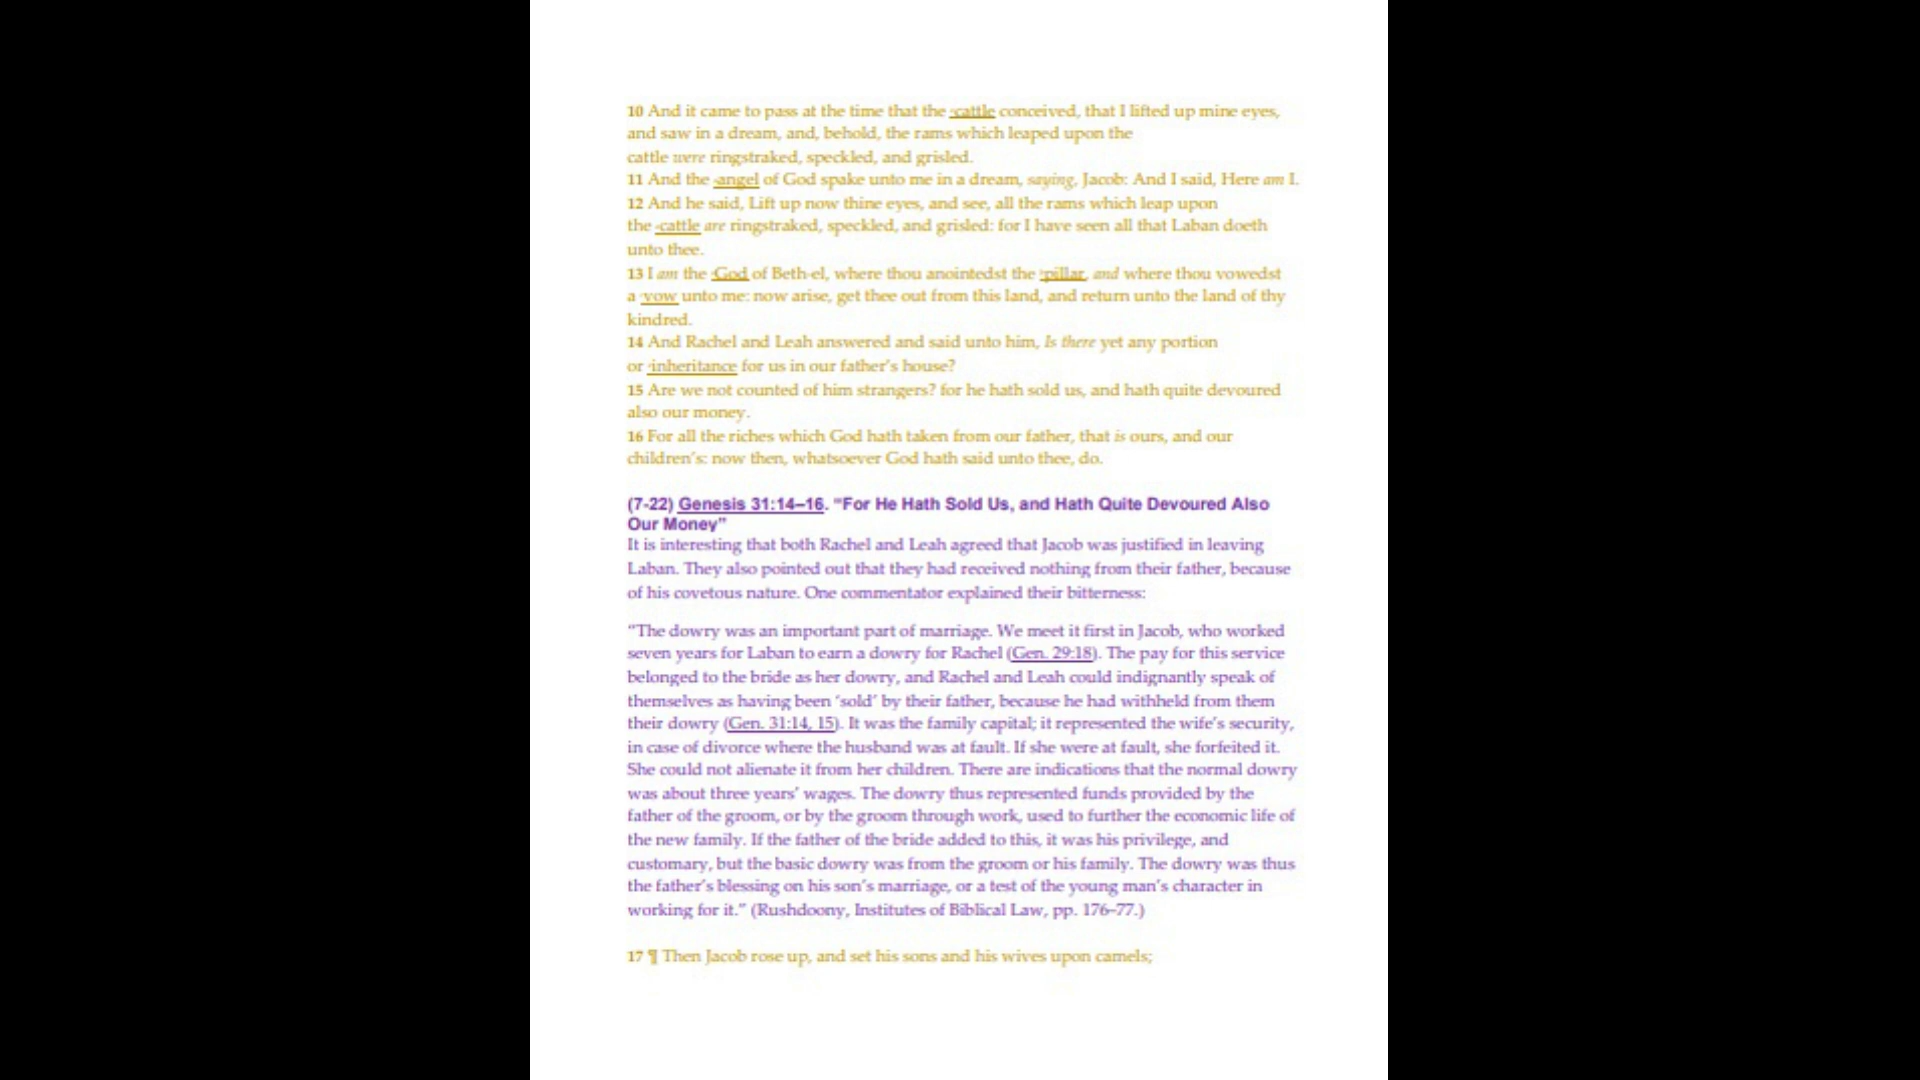 10 And it came to pass at the time that the ·cattle conceived, that I lifted up mine eyes,
and saw in a dream, and, behold, the rams which leaped upon the
cattle were ringstraked, speckled, and grisled.
11 And the ·angel of God spake unto me in a dream, saying, Jacob: And I said, Here am I.
12 And he said, Lift up now thine eyes, and see, all the rams which leap upon
the ·cattle are ringstraked, speckled, and grisled: for I have seen all that Laban doeth
unto thee.
13 I am the ·God of Beth-el, where thou anointedst the ·pillar, and where thou vowedst
a ·vow unto me: now arise, get thee out from this land, and return unto the land of thy
kindred.
14 And Rachel and Leah answered and said unto him, Is there yet any portion
or ·inheritance for us in our father's house?
15 Are we not counted of him strangers? for he hath sold us, and hath quite devoured
also our money.
16 For all the riches which God hath taken from our father, that is ours, and our
children's: now then, whatsoever God hath said unto thee, do.
(7-22) Genesis 31:14–16. “For He Hath Sold Us, and Hath Quite Devoured Also
Our Money”
It is interesting that both Rachel and Leah agreed that Jacob was justified in leaving
Laban. They also pointed out that they had received nothing from their father, because
of his covetous nature. One commentator explained their bitterness:
“The dowry was an important part of marriage. We meet it first in Jacob, who worked
seven years for Laban to earn a dowry for Rachel (Gen. 29:18). The pay for this service
belonged to the bride as her dowry, and Rachel and Leah could indignantly speak of
themselves as having been ‘sold’ by their father, because he had withheld from them
their dowry (Gen. 31:14, 15). It was the family capital; it represented the wife's security,
in case of divorce where the husband was at fault. If she were at fault, she forfeited it.
She could not alienate it from her children. There are indications that the normal dowry
was about three years' wages. The dowry thus represented funds provided by the
father of the groom, or by the groom through work, used to further the economic life of
the new family. If the father of the bride added to this, it was his privilege, and
customary, but the basic dowry was from the groom or his family. The dowry was thus
the father's blessing on his son's marriage, or a test of the young man's character in
working for it.” (Rushdoony, Institutes of Biblical Law, pp. 176–77.)
17 ¶ Then Jacob rose up, and set his sons and his wives upon camels;